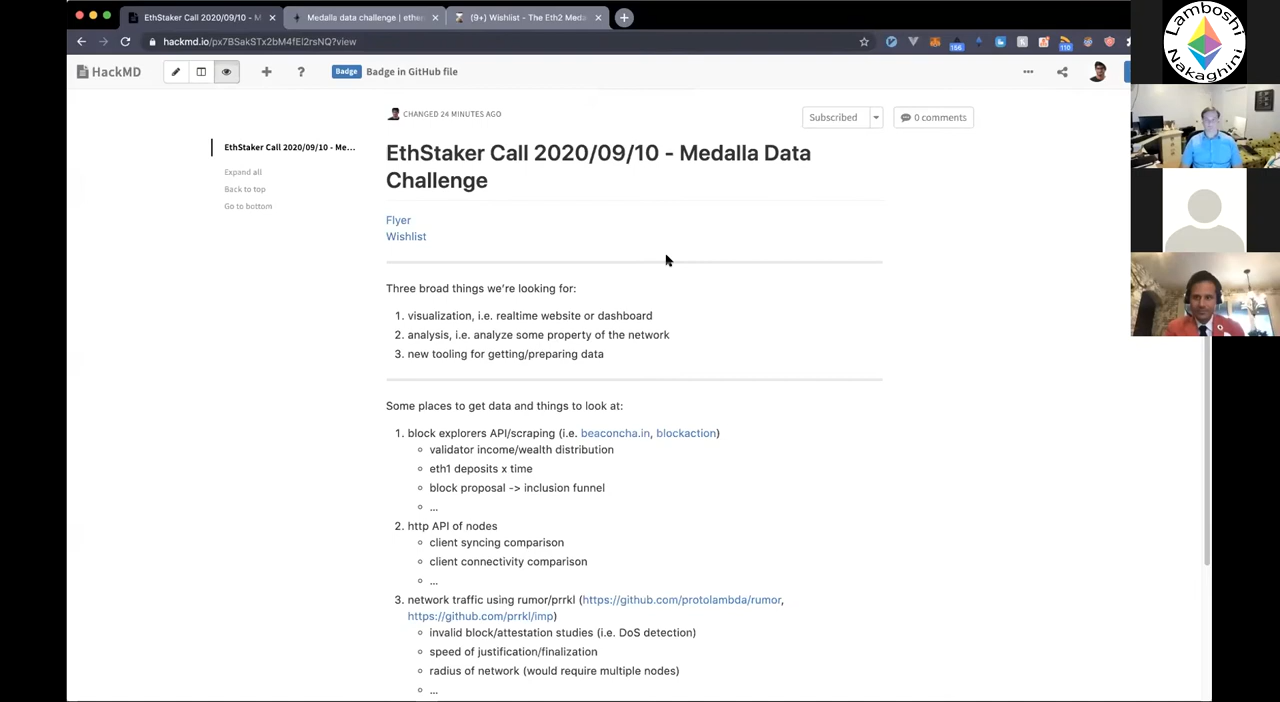 EthStaker Call 2020/09/10 - M
Medalla data challenge | ethe
(9+) Wishlist - The Eth2 Meda
hackmd.io/px7BSakSTx2bM4fEI2rsNQ?view
166
110
HackMD
Badge
Badge in GitHub file
CHANGED 24 MINUTES AGO
Subscribed
0 comments
EthStaker Call 2020/09/10 - Me...
Expand all
Back to top
Go to bottom
EthStaker Call 2020/09/10 - Medalla Data
Challenge
Flyer
Wishlist
Three broad things we're looking for:
1. visualization, i.e. realtime website or dashboard
2. analysis, i.e. analyze some property of the network
3. new tooling for getting/preparing data
Some places to get data and things to look at:
1. block explorers API/scraping (i.e. beaconcha.in, blockaction)
validator income/wealth distribution
eth1 deposits x time
block proposal -> inclusion funnel
...
2. http API of nodes
client syncing comparison
client connectivity comparison
...
3. network traffic using rumor/prrkl (https://github.com/protolambda/rumor,
https://github.com/prrkl/imp)
invalid block/attestation studies (i.e. DoS detection)
speed of justification/finalization
radius of network (would require multiple nodes)
...
Lamboshi
Nakaghini